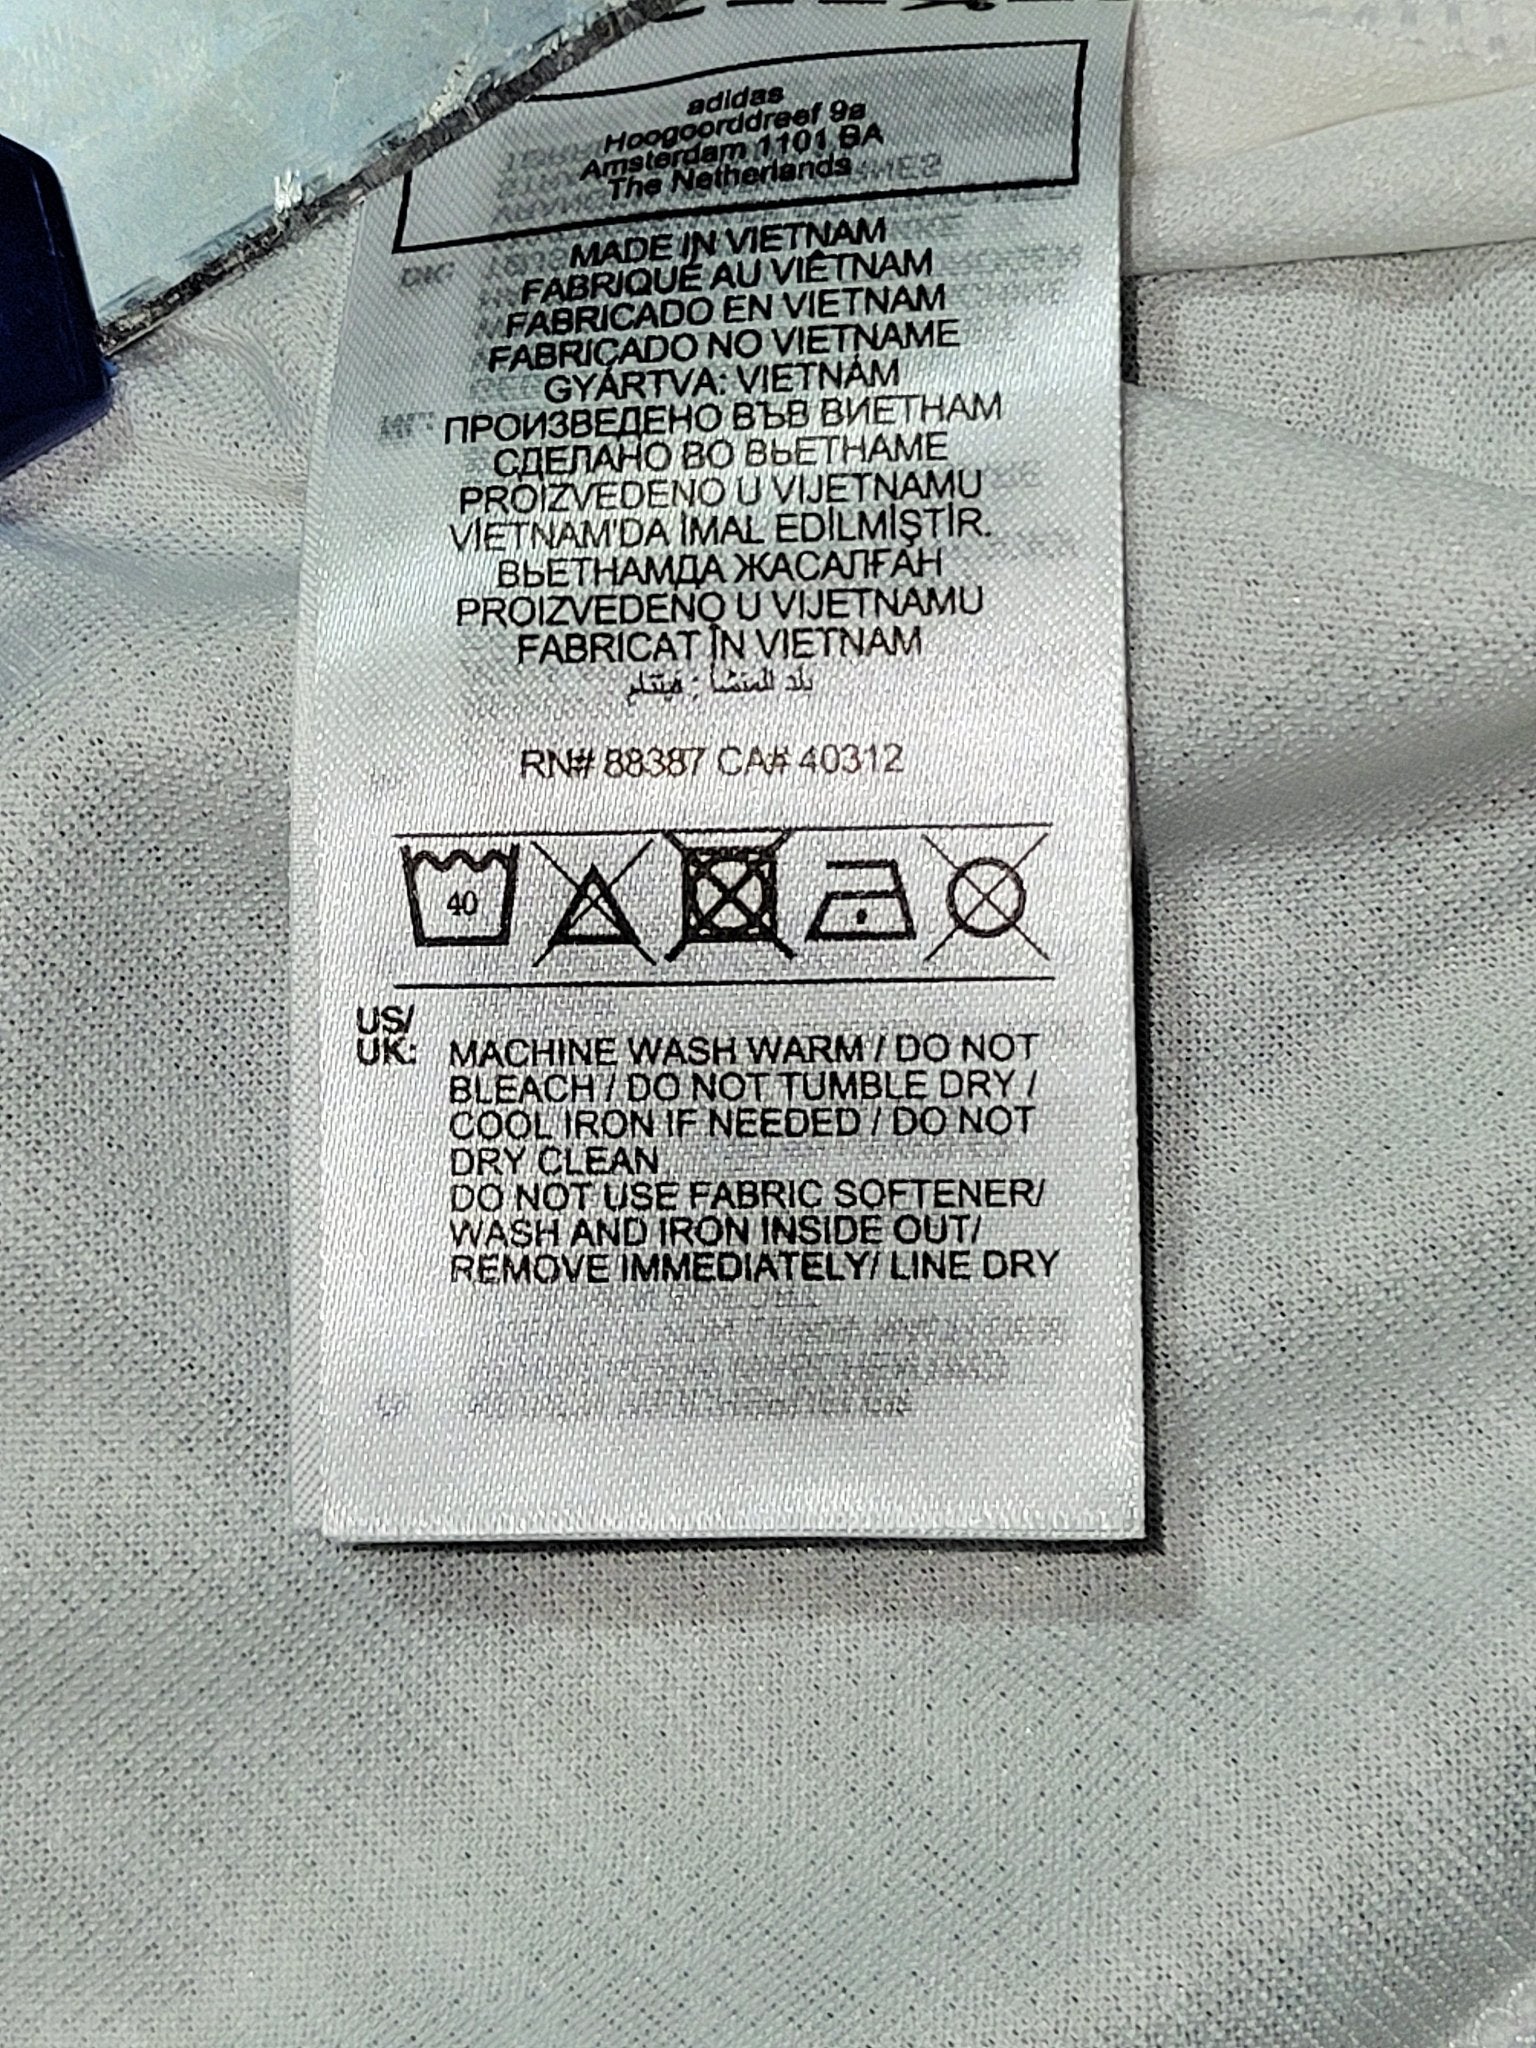 adidas
Hoogoorddreef 9a
Amsterdam 1101 BA
The Netherlands
MADE IN VIETNAM
FABRIQUÉ AU VIÊTNAM
FABRICADO EN VIETNAM
FABRICADO NO VIETNAME
GYÁRTVA: VIETNÁM
ПРОИЗВЕДЕНО ВЪВ ВИЕТНАМ
СДЕЛАНО ВО ВЬЕТНАМЕ
PROIZVEDENO U VIJETNAMU
VİETNAM'DA İMAL EDİLMİŞTİR.
ВЬЕТНАМДА ЖАСАЛҒАН
PROIZVEDENO U VIJETNAMU
FABRICAT ÎN VIETNAM
بلد المنشأ : فيتنام
RN# 88387 CA# 40312
40
US/
UK: MACHINE WASH WARM / DO NOT
BLEACH / DO NOT TUMBLE DRY /
COOL IRON IF NEEDED / DO NOT
DRY CLEAN
DO NOT USE FABRIC SOFTENER/
WASH AND IRON INSIDE OUT/
REMOVE IMMEDIATELY/ LINE DRY